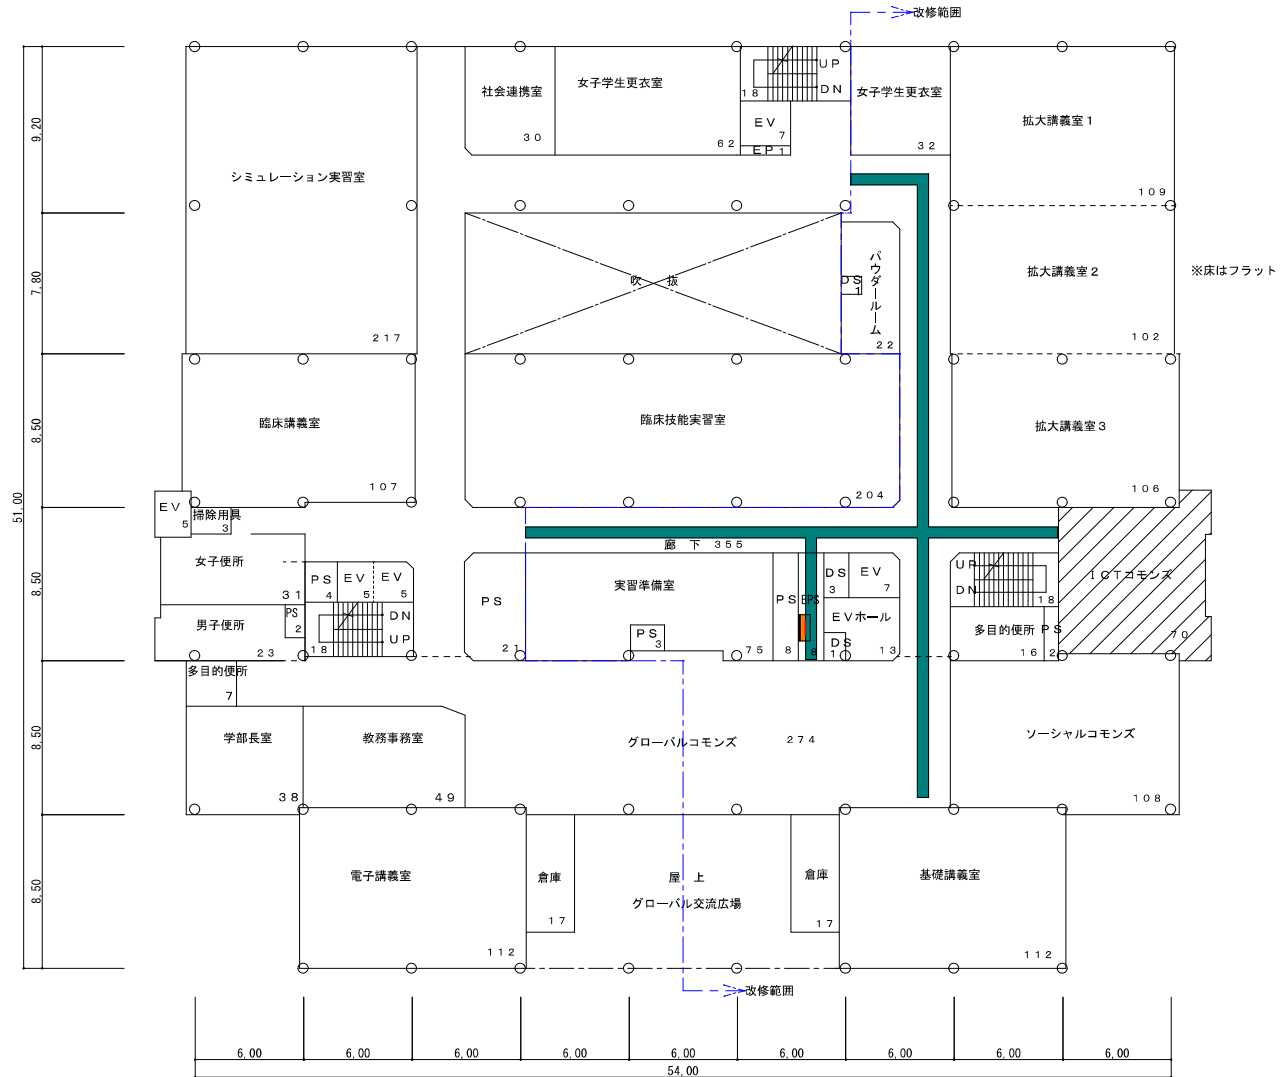 改修範囲
社会連携室
30
女子学生更衣室
62
UP
DN
18
EV
7
EP 1
女子学生更衣室
32
拡大講義室1
109
シミュレーション実習室
217
9,20
7,80
8,50
51,00
8,50
8,50
8,50
吹 抜
DS
1
パウダールーム
22
拡大講義室2
102
※床はフラット
臨床講義室
107
臨床技能実習室
204
拡大講義室3
106
EV
5
掃除用具
3
廊 下 355
女子便所
31
PS
4
EV
5
EV
5
PS
21
実習準備室
75
PS
3
PS
8
EPS
8
DS
3
EV
7
EVホール
13
DS
1
UP
DN
18
ICTコモンズ
70
男子便所
23
PS
2
18
DN
UP
多目的便所
16
PS
2
多目的便所
7
学部長室
38
教務事務室
49
グローバルコモンズ 274
ソーシャルコモンズ
108
電子講義室
112
倉庫
17
屋 上
グローバル交流広場
倉庫
17
基礎講義室
112
改修範囲
6,00
6,00
6,00
6,00
6,00
6,00
6,00
6,00
6,00
54,00